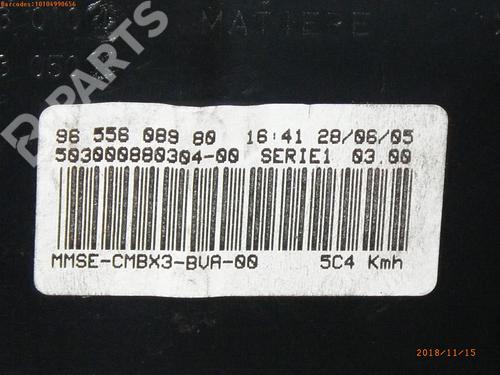 Barcodes:10104990656
MATIERE
B-PARTS
96 556 089 80 16:41 28/06/05
503000880304-00 SERIE1 03.00
MMSE-CMBX3-BVA-00 5C4 Kmh
2018/11/15